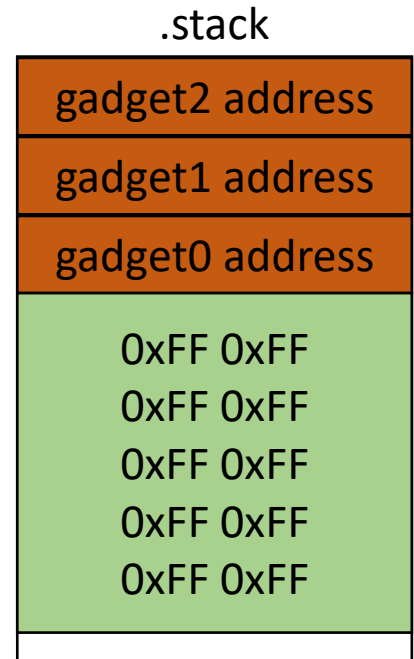 .stack
gadget2 address
gadget1 address
gadget0 address
0xFF 0xFF
0xFF 0xFF
0xFF 0xFF
0xFF 0xFF
0xFF 0xFF